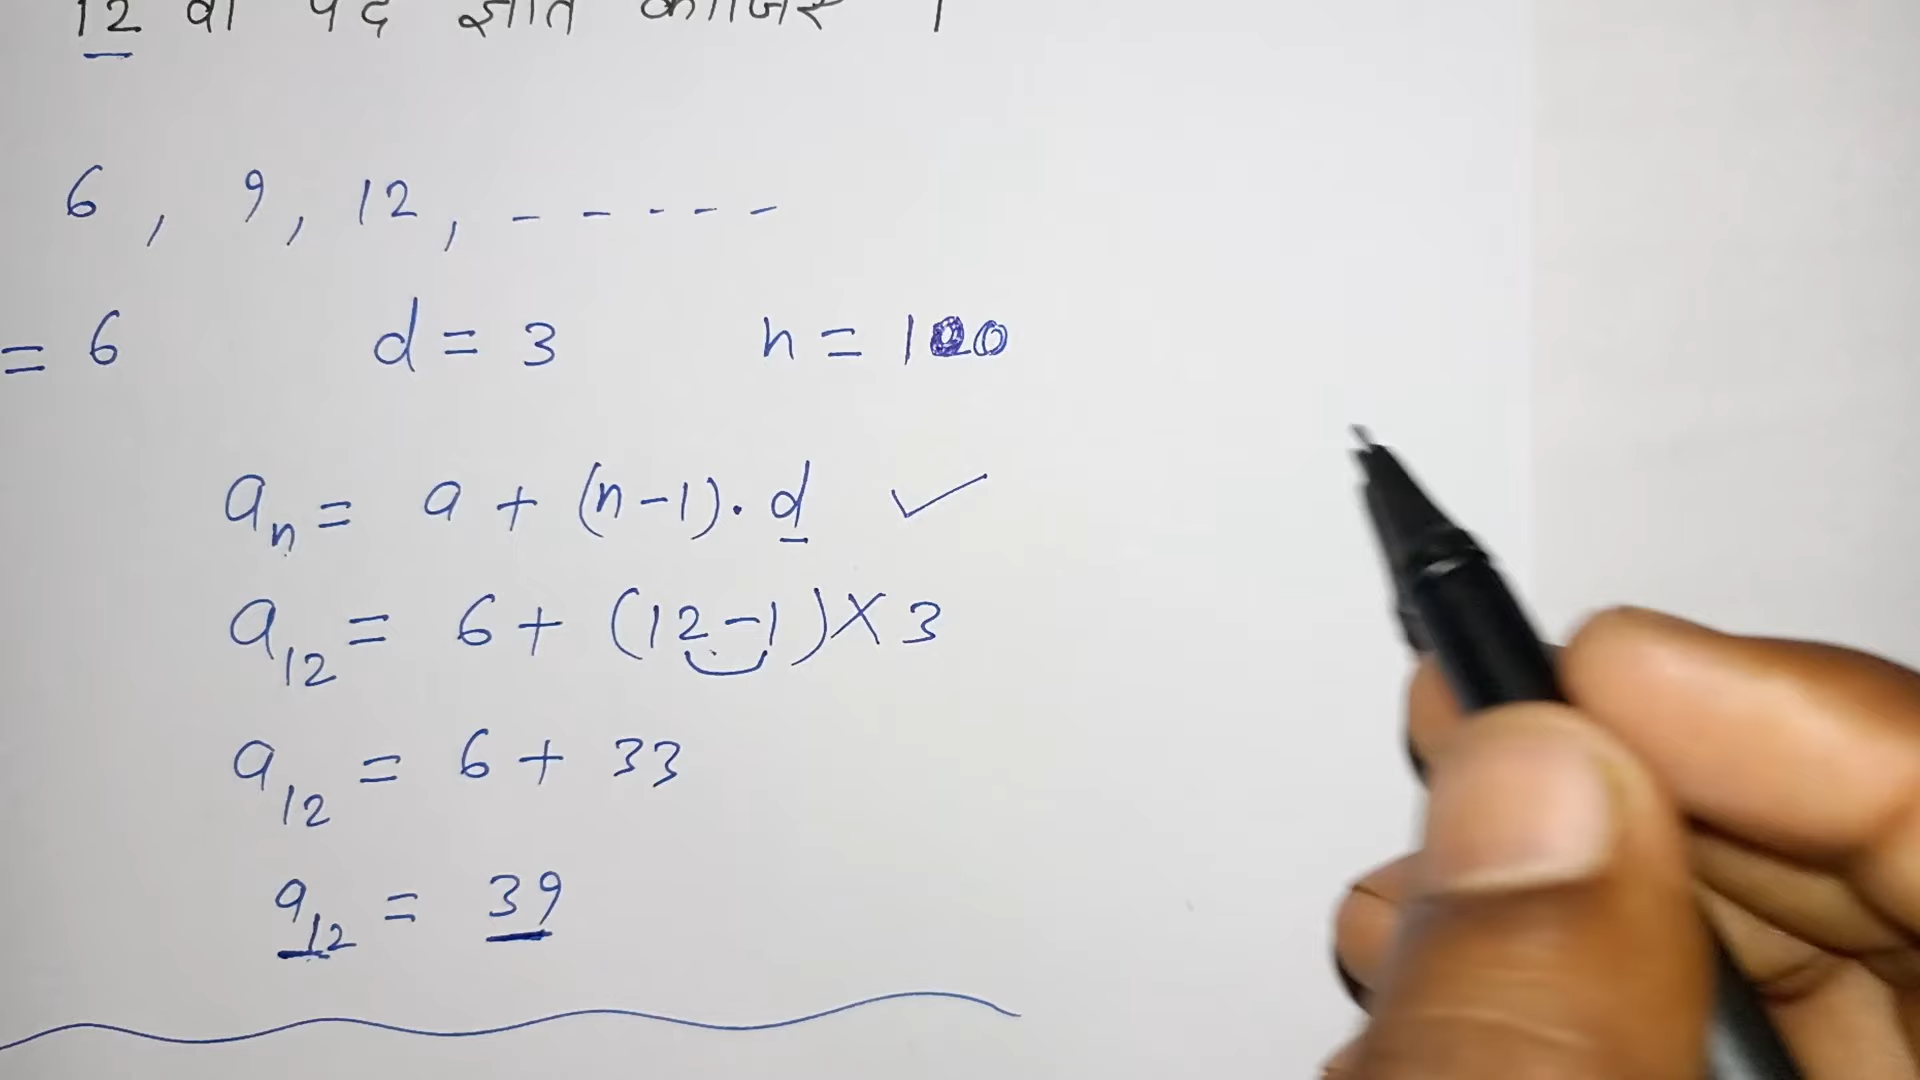 12 वाँ पद ज्ञात कीजिए ।
6 , 9 , 12 , - - - - -
= 6 d = 3 n = 100
aₙ = a + (n-1) . d ✓
a₁₂ = 6 + (12-1) X 3
a₁₂ = 6 + 33
a₁₂ = 39